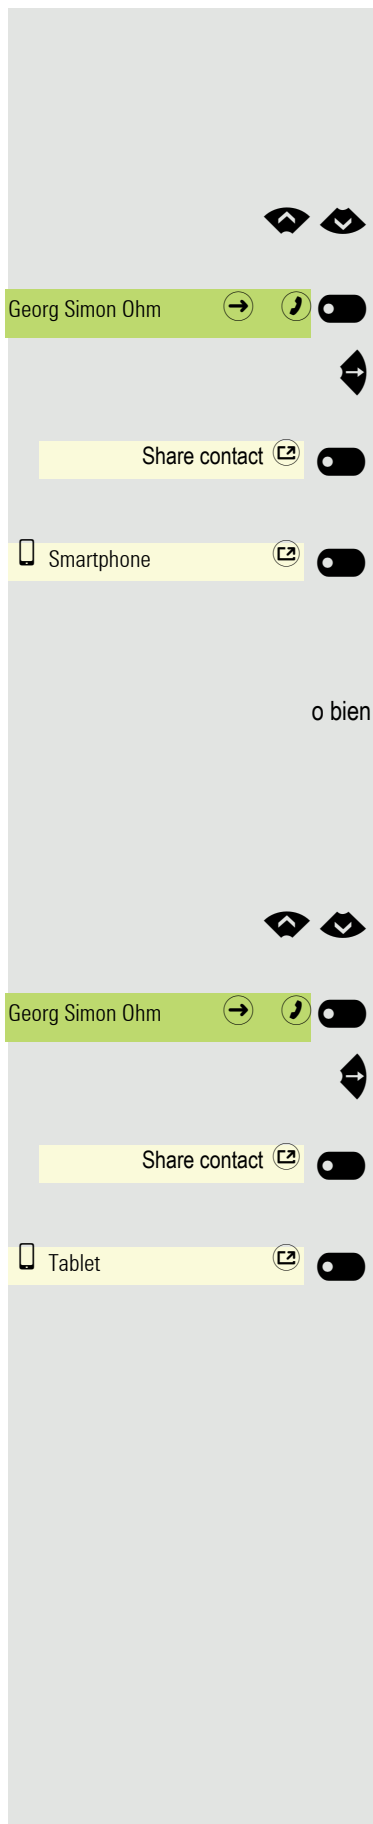 Georg Simon Ohm
Share contact
Smartphone
o bien
Georg Simon Ohm
Share contact
Tablet